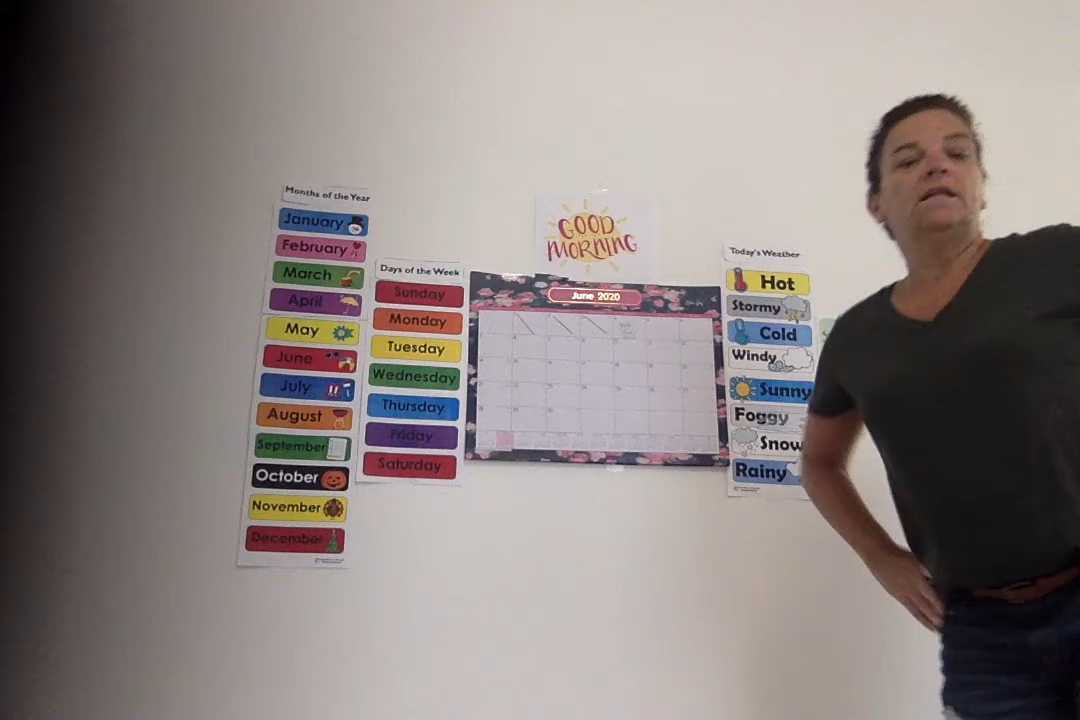 Months of the Year
January
February
March
April
May
June
July
August
September
October
November
December
Days of the Week
Sunday
Monday
Tuesday
Wednesday
Thursday
Friday
Saturday
GOOD
MORNING
June 2020
Today's Weather
Hot
Stormy
Cold
Windy
Sunny
Foggy
Snow
Rainy